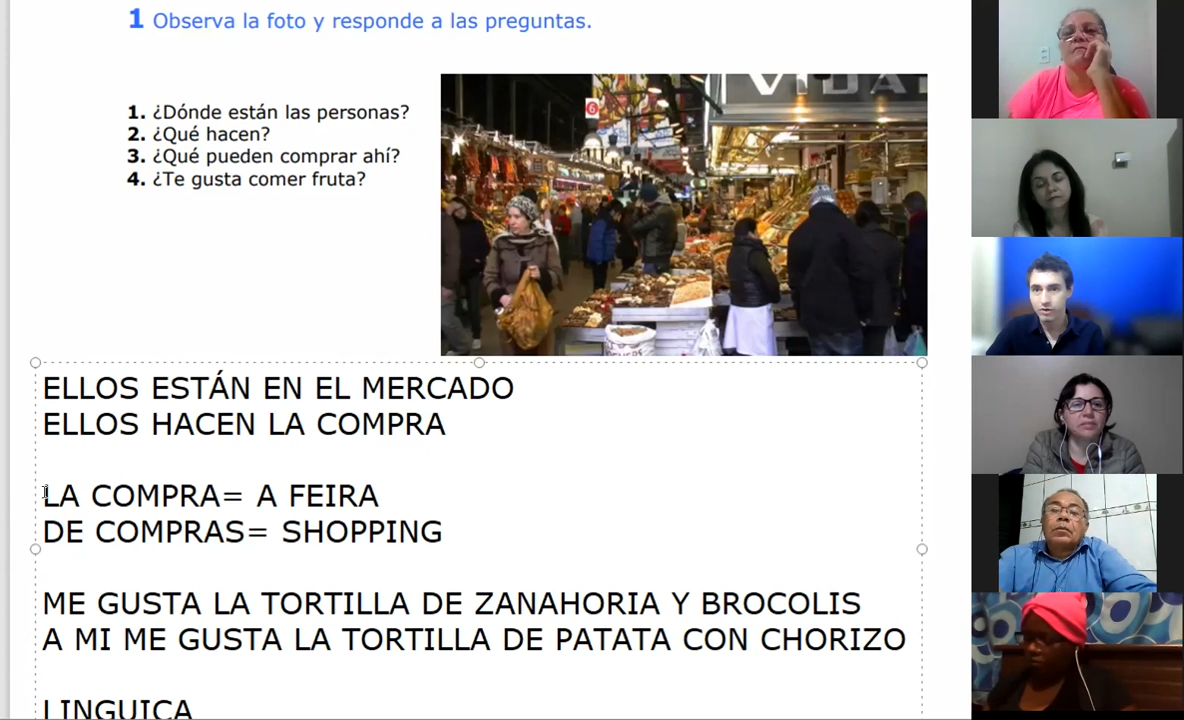 1 Observa la foto y responde a las preguntas.
1. ¿Dónde están las personas?
2. ¿Qué hacen?
3. ¿Qué pueden comprar ahí?
4. ¿Te gusta comer fruta?
VIDAL
6
ELLOS ESTÁN EN EL MERCADO
ELLOS HACEN LA COMPRA
LA COMPRA= A FEIRA
DE COMPRAS= SHOPPING
ME GUSTA LA TORTILLA DE ZANAHORIA Y BROCOLIS
A MI ME GUSTA LA TORTILLA DE PATATA CON CHORIZO
LINGUICA